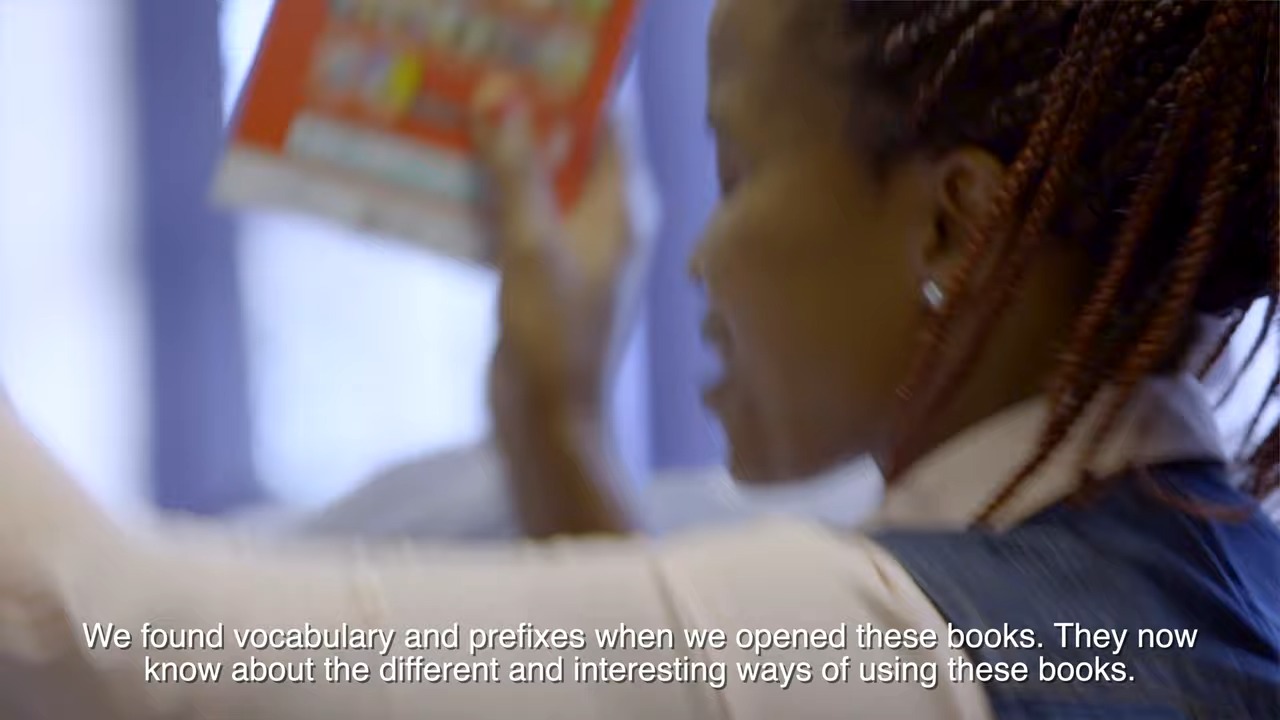 We found vocabulary and prefixes when we opened these books. They now
know about the different and interesting ways of using these books.